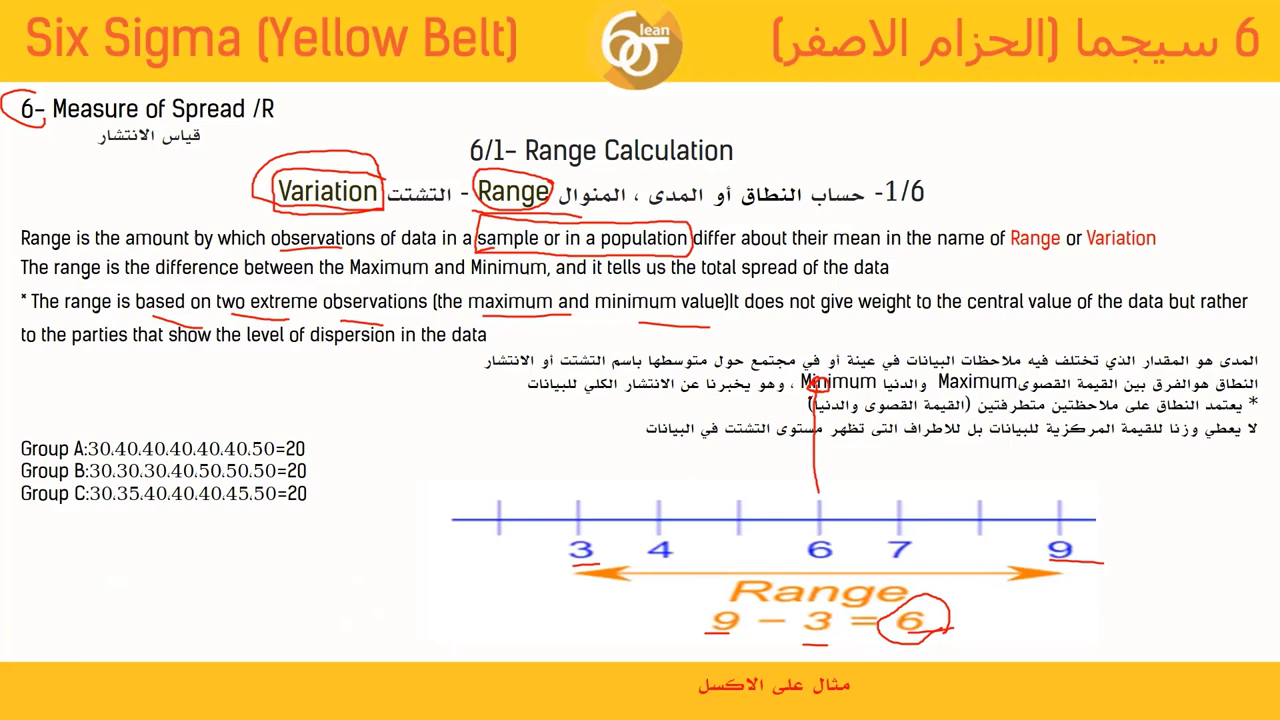 Six Sigma (Yellow Belt)
lean
6σ
6 سيجما (الحزام الاصفر)
6- Measure of Spread /R
قياس الانتشار
6/1- Range Calculation
1/6- حساب النطاق أو المدى ، المنوال Range - التشتت Variation
Range is the amount by which observations of data in a sample or in a population differ about their mean in the name of Range or Variation
The range is the difference between the Maximum and Minimum, and it tells us the total spread of the data
* The range is based on two extreme observations (the maximum and minimum value)It does not give weight to the central value of the data but rather
to the parties that show the level of dispersion in the data
المدى هو المقدار الذي تختلف فيه ملاحظات البيانات في عينة أو في مجتمع حول متوسطها باسم التشتت أو الانتشار
النطاق هوالفرق بين القيمة القصوى Maximum والدنيا Minimum ، وهو يخبرنا عن الانتشار الكلي للبيانات
* يعتمد النطاق على ملاحظتين متطرفتين (القيمة القصوى والدنيا)
لا يعطي وزنا للقيمة المركزية للبيانات بل للاطراف التى تظهر مستوى التشتت في البيانات
Group A:30.40.40.40.40.40.50=20
Group B:30.30.30.40.50.50.50=20
Group C:30.35.40.40.40.45.50=20
3 4 6 7 9
Range
9 - 3 = 6
مثال على الاكسل